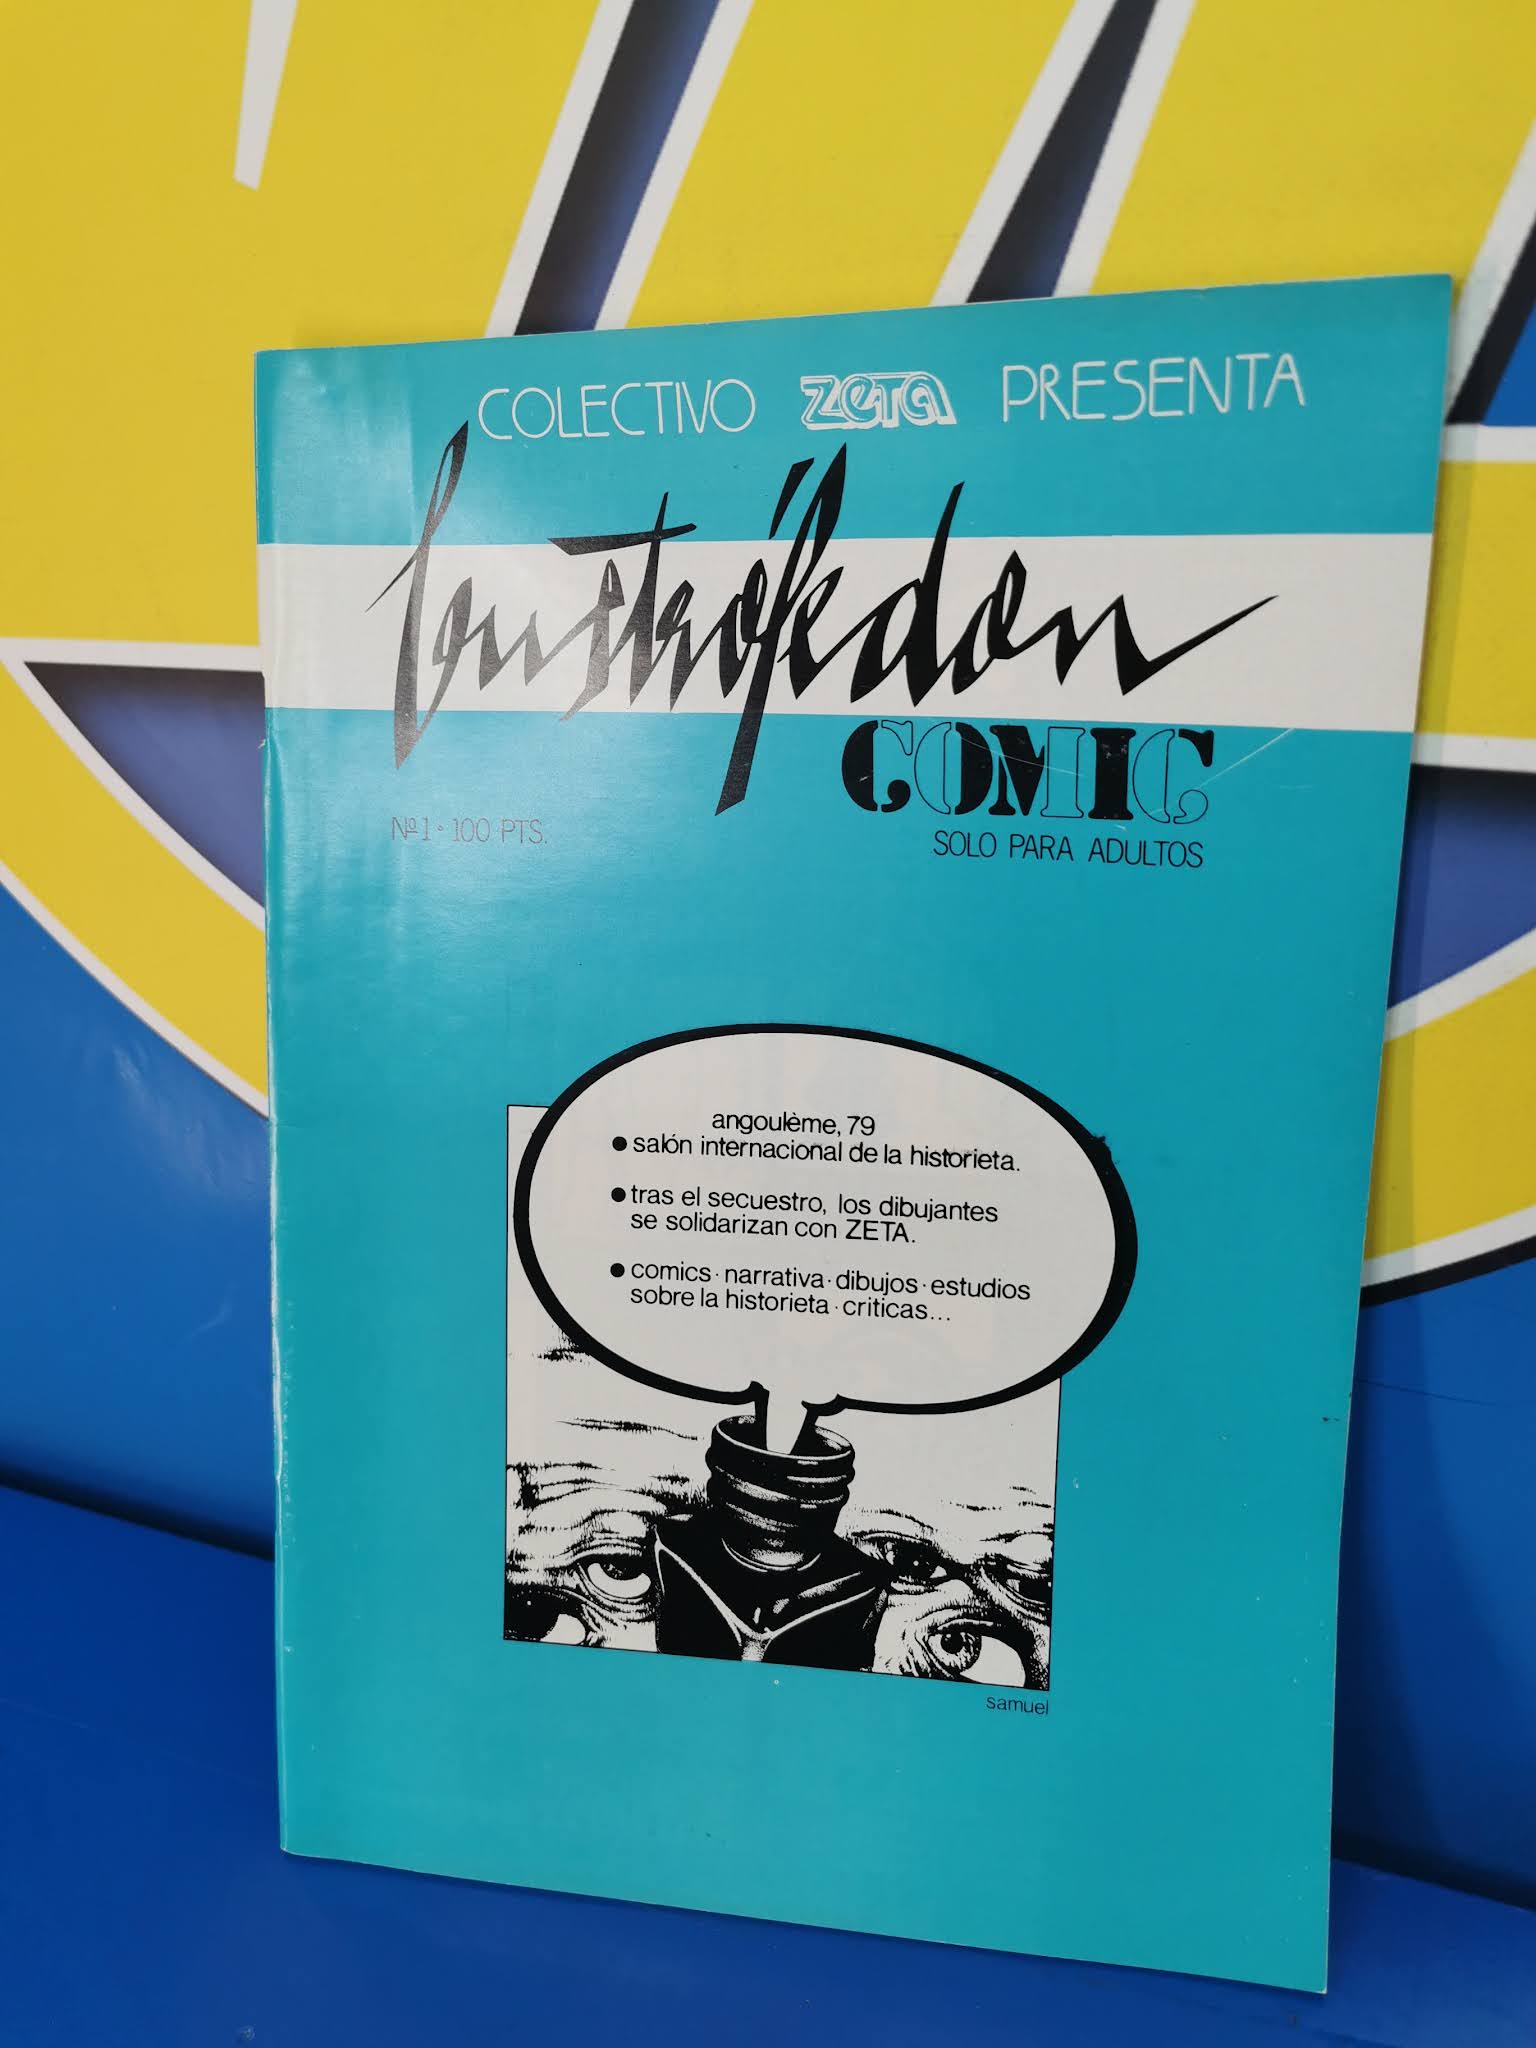 COLECTIVO ZETA PRESENTA
bustrófedon
COMIC
Nº1 • 100 PTS.
SOLO PARA ADULTOS
angoulème, 79
● salón internacional de la historieta.
● tras el secuestro, los dibujantes
se solidarizan con ZETA.
● comics · narrativa · dibujos · estudios
sobre la historieta · criticas...
samuel